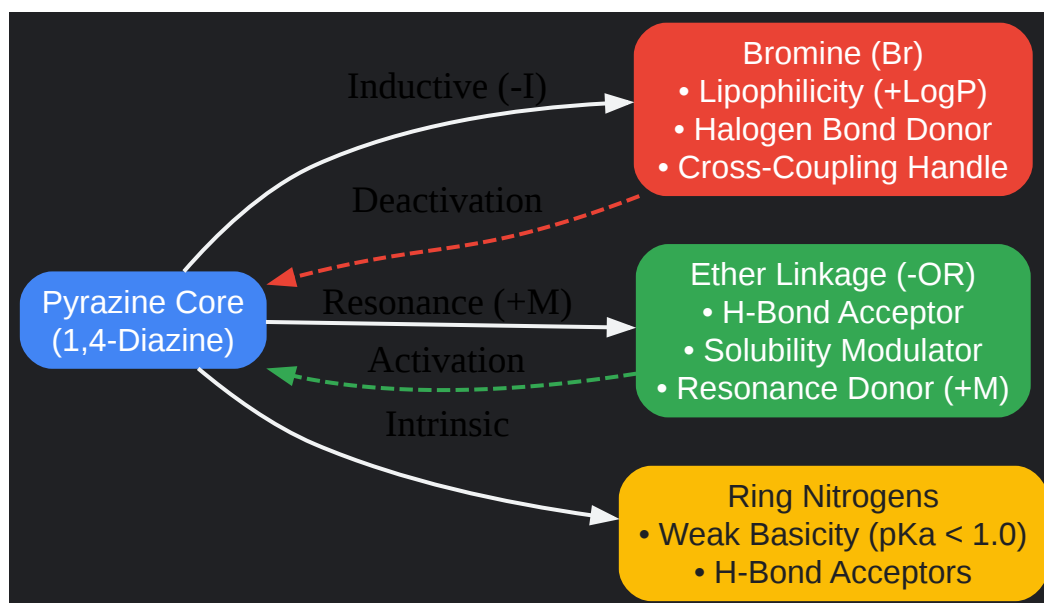 Bromine (Br)
• Lipophilicity (+LogP)
• Halogen Bond Donor
• Cross-Coupling Handle
Inductive (-I)
Deactivation
Pyrazine Core
(1,4-Diazine)
Resonance (+M)
Activation
Intrinsic
Ether Linkage (-OR)
• H-Bond Acceptor
• Solubility Modulator
• Resonance Donor (+M)
Ring Nitrogens
• Weak Basicity (pKa < 1.0)
• H-Bond Acceptors